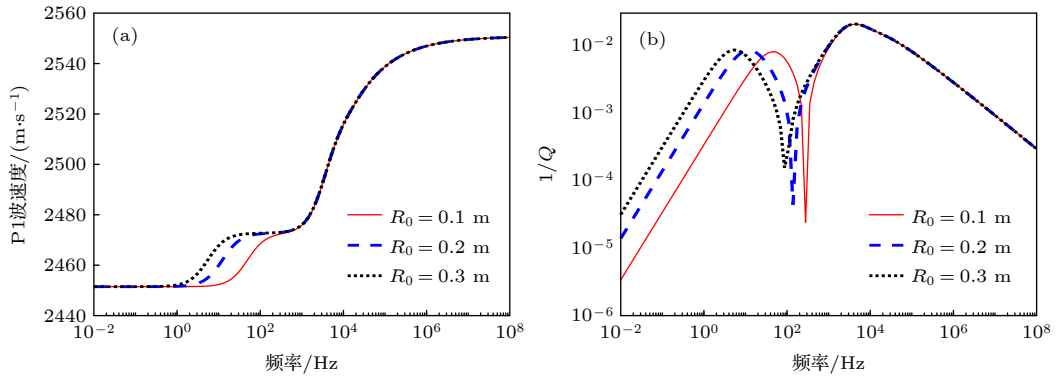 (a)
2560
2540
2520
2500
2480
2460
2440
P1波速度/(m·s⁻¹)
R₀ = 0.1 m
R₀ = 0.2 m
R₀ = 0.3 m
10⁻² 10⁰ 10² 10⁴ 10⁶ 10⁸
频率/Hz
(b)
10⁻²
10⁻³
10⁻⁴
10⁻⁵
10⁻⁶
1/Q
R₀ = 0.1 m
R₀ = 0.2 m
R₀ = 0.3 m
10⁻² 10⁰ 10² 10⁴ 10⁶ 10⁸
频率/Hz